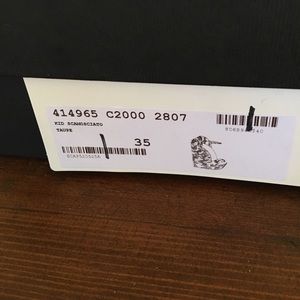 414965 C2000 2807
KID SCAMOSCIATO
TAUPE
35